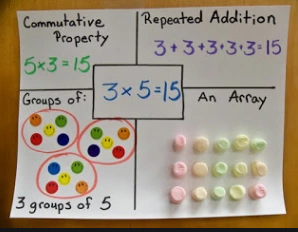 Commutative
Property
5×3=15
Repeated Addition
3+3+3+3+3=15
3×5=15
Groups of:
3 groups of 5
An Array